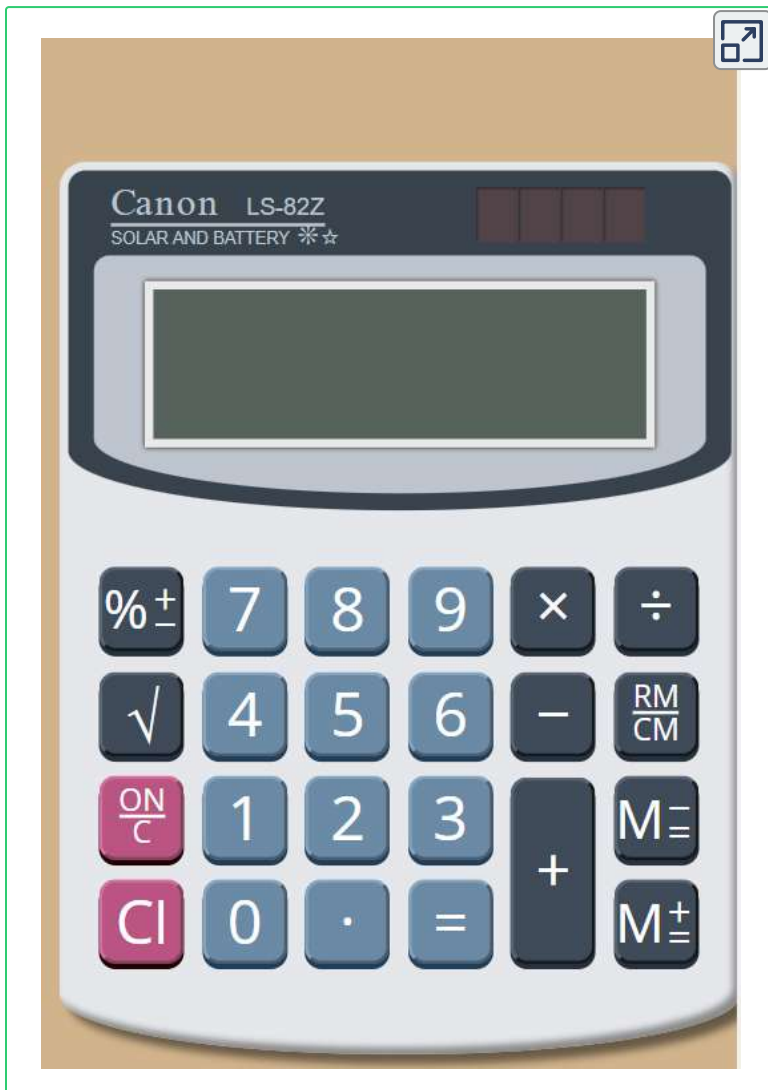 Canon LS-82Z
SOLAR AND BATTERY
% ± 7 8 9 × ÷
√ 4 5 6 − RM
CM
ON
C 1 2 3 + M −
=
CI 0 · = M +
=